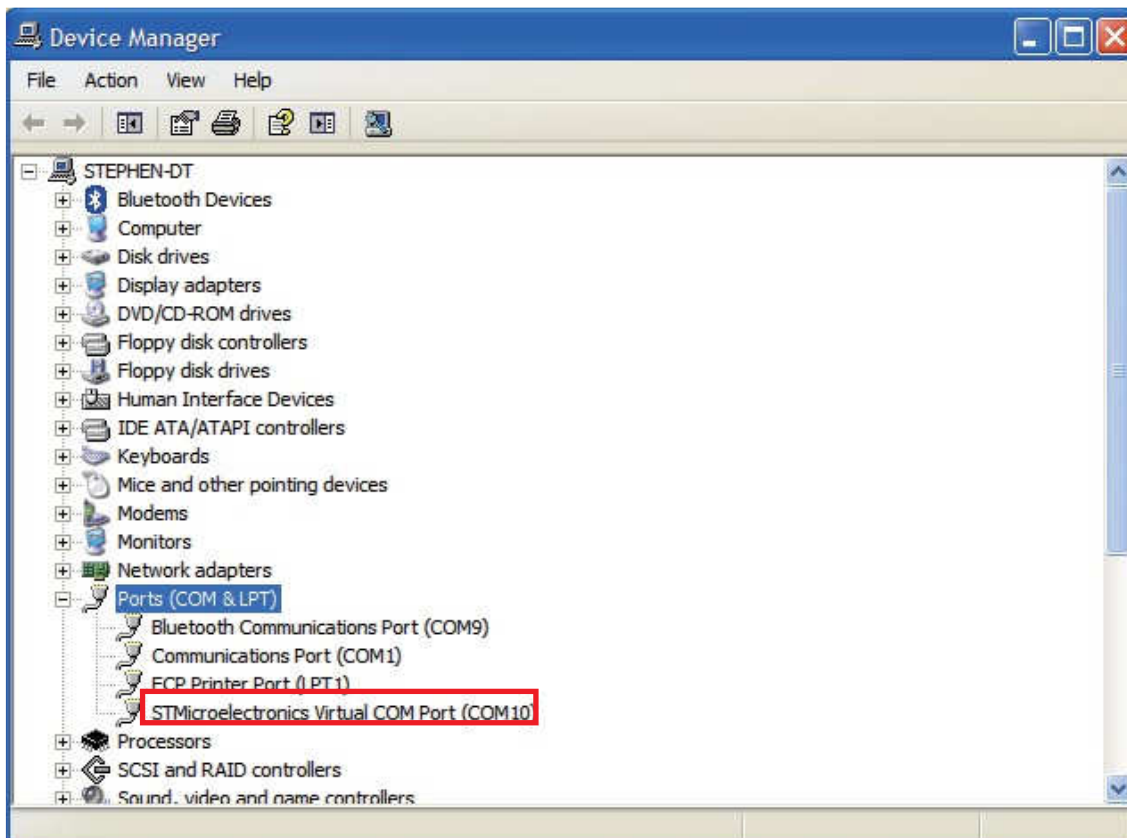 Device Manager
File Action View Help
STEPHEN-DT
Bluetooth Devices
Computer
Disk drives
Display adapters
DVD/CD-ROM drives
Floppy disk controllers
Floppy disk drives
Human Interface Devices
IDE ATA/ATAPI controllers
Keyboards
Mice and other pointing devices
Modems
Monitors
Network adapters
Ports (COM & LPT)
Bluetooth Communications Port (COM9)
Communications Port (COM1)
ECP Printer Port (LPT1)
STMicroelectronics Virtual COM Port (COM10)
Processors
SCSI and RAID controllers
Sound, video and game controllers